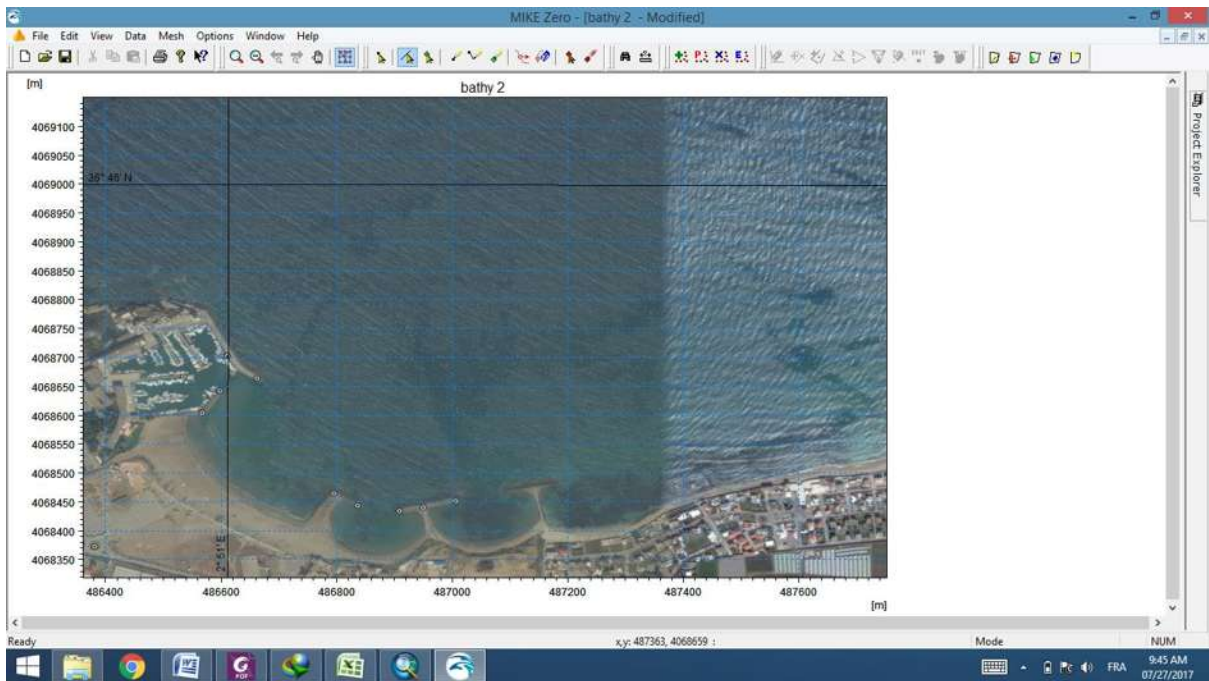 MIKE Zero - [bathy 2 - Modified]
File Edit View Data Mesh Options Window Help
[m]
bathy 2
Project Explorer
4069100
4069050
4069000
36° 46' N
4068950
4068900
4068850
4068800
4068750
4068700
4068650
4068600
4068550
4068500
4068450
4068400
4068350
2° 51' E
486400 486600 486800 487000 487200 487400 487600
[m]
Ready x,y: 487363, 4068659 : Mode NUM
FRA 9:45 AM
07/27/2017